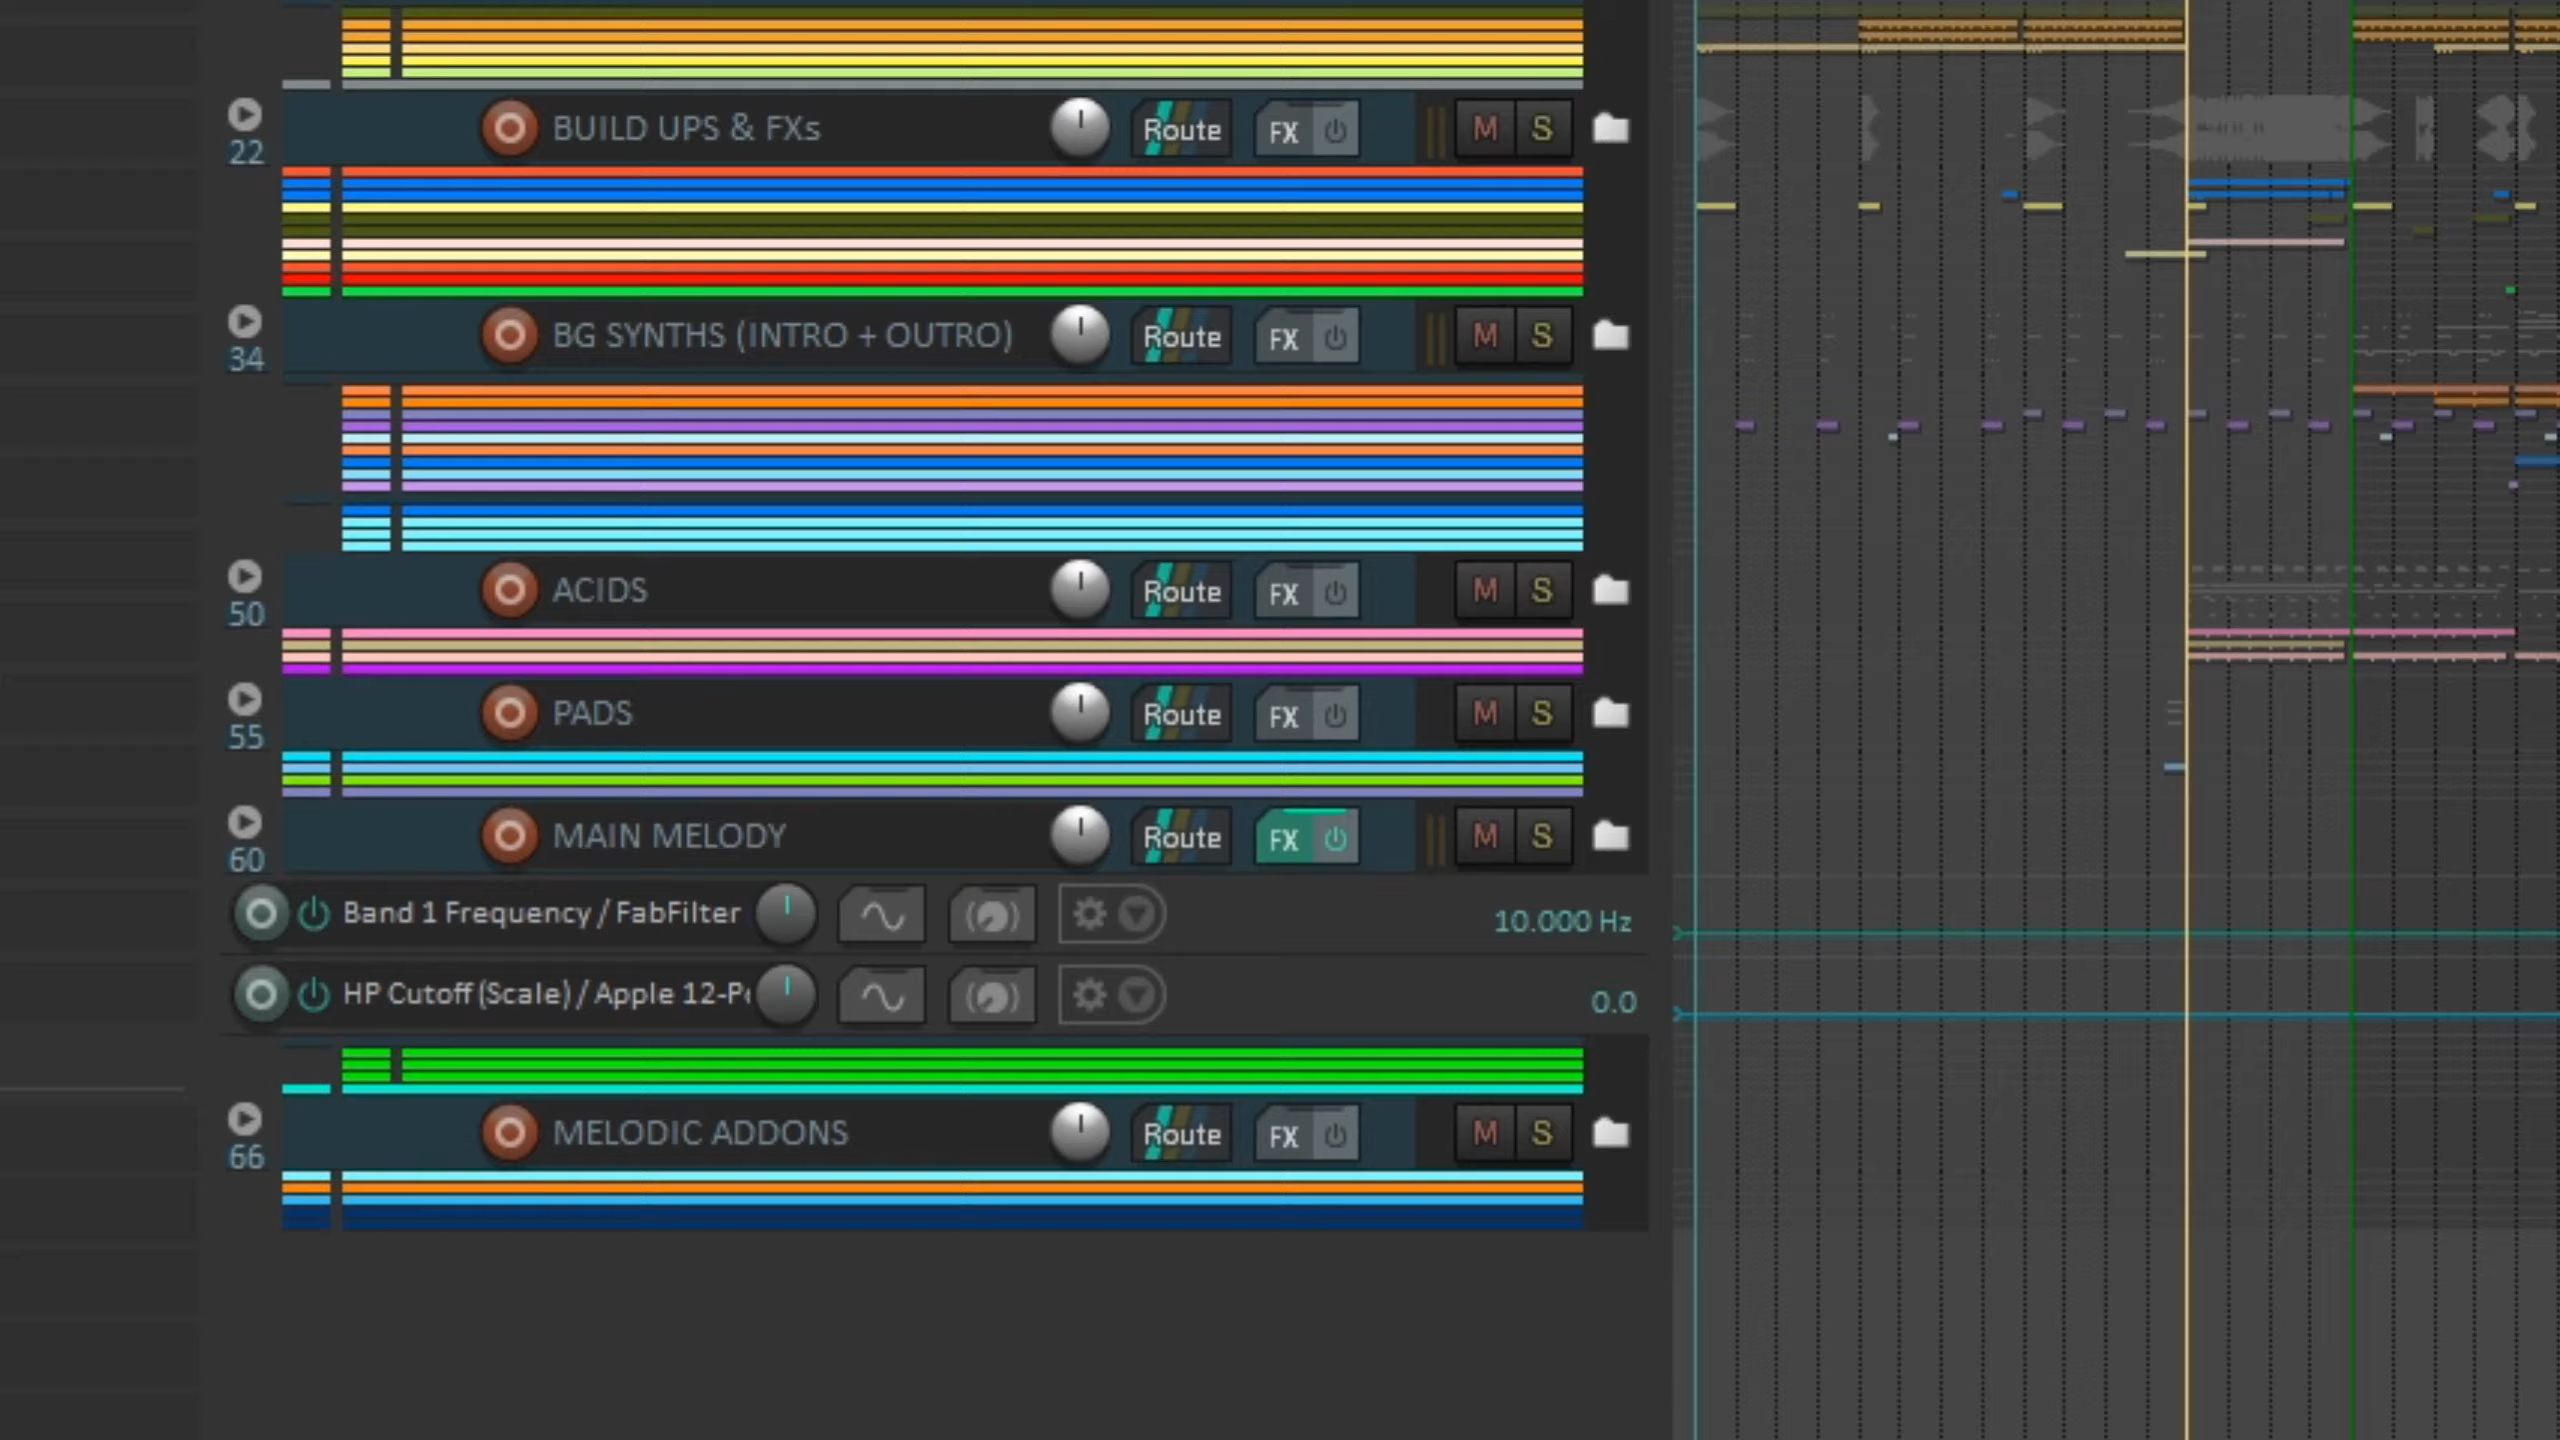 BUILD UPS & FXs Route FX M S
22
BG SYNTHS (INTRO + OUTRO) Route FX M S
34
ACIDS Route FX M S
50
PADS Route FX M S
55
MAIN MELODY Route FX M S
60
Band 1 Frequency / FabFilter 10.000 Hz
HP Cutoff (Scale) / Apple 12-P 0.0
MELODIC ADDONS Route FX M S
66